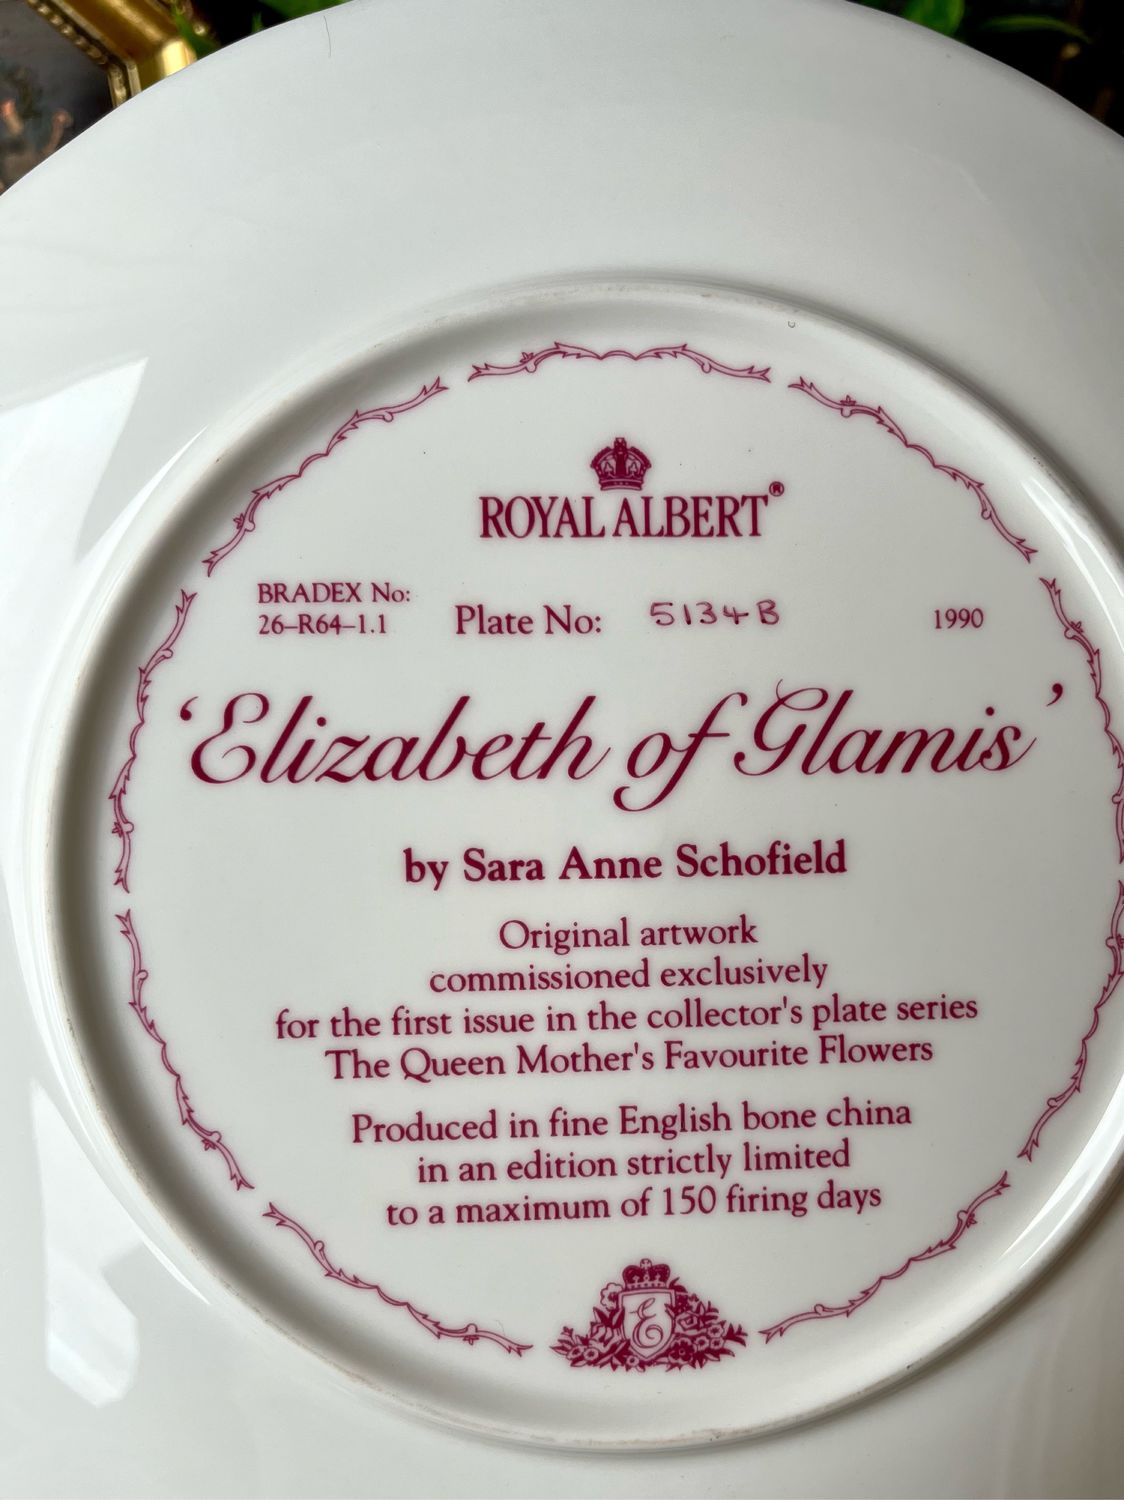 ROYAL ALBERT®
BRADEX No:
26–R64–1.1
Plate No: 5134B
1990
‘Elizabeth of Glamis’
by Sara Anne Schofield
Original artwork
commissioned exclusively
for the first issue in the collector's plate series
The Queen Mother's Favourite Flowers
Produced in fine English bone china
in an edition strictly limited
to a maximum of 150 firing days
E